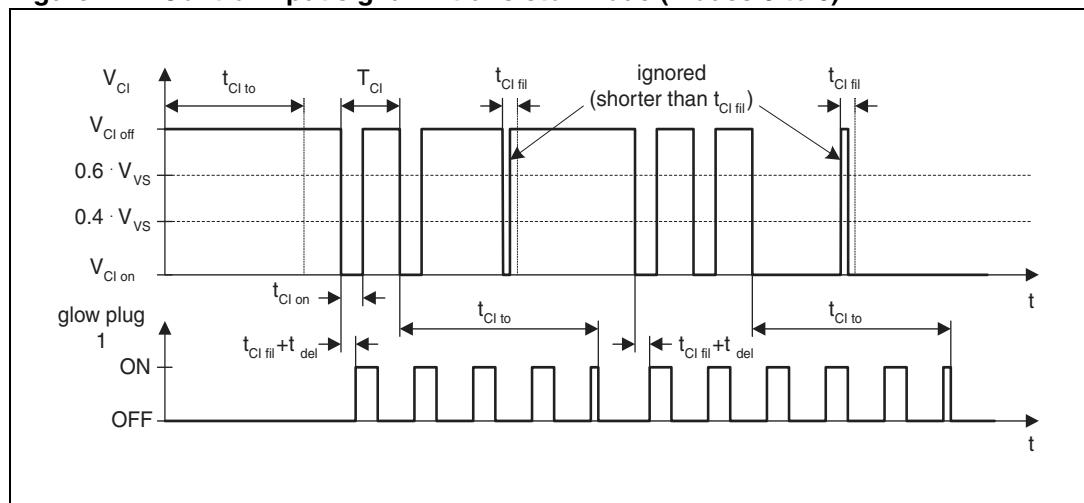 V_CI
t_CI to
T_CI
t_CI fil
ignored
(shorter than t_CI fil)
t_CI fil
V_CI off
0.6 · V_VS
0.4 · V_VS
V_CI on
t_CI on
t
glow plug
1
t_CI to
t_CI to
t_CI fil+t_del
t_CI fil+t_del
ON
OFF
t